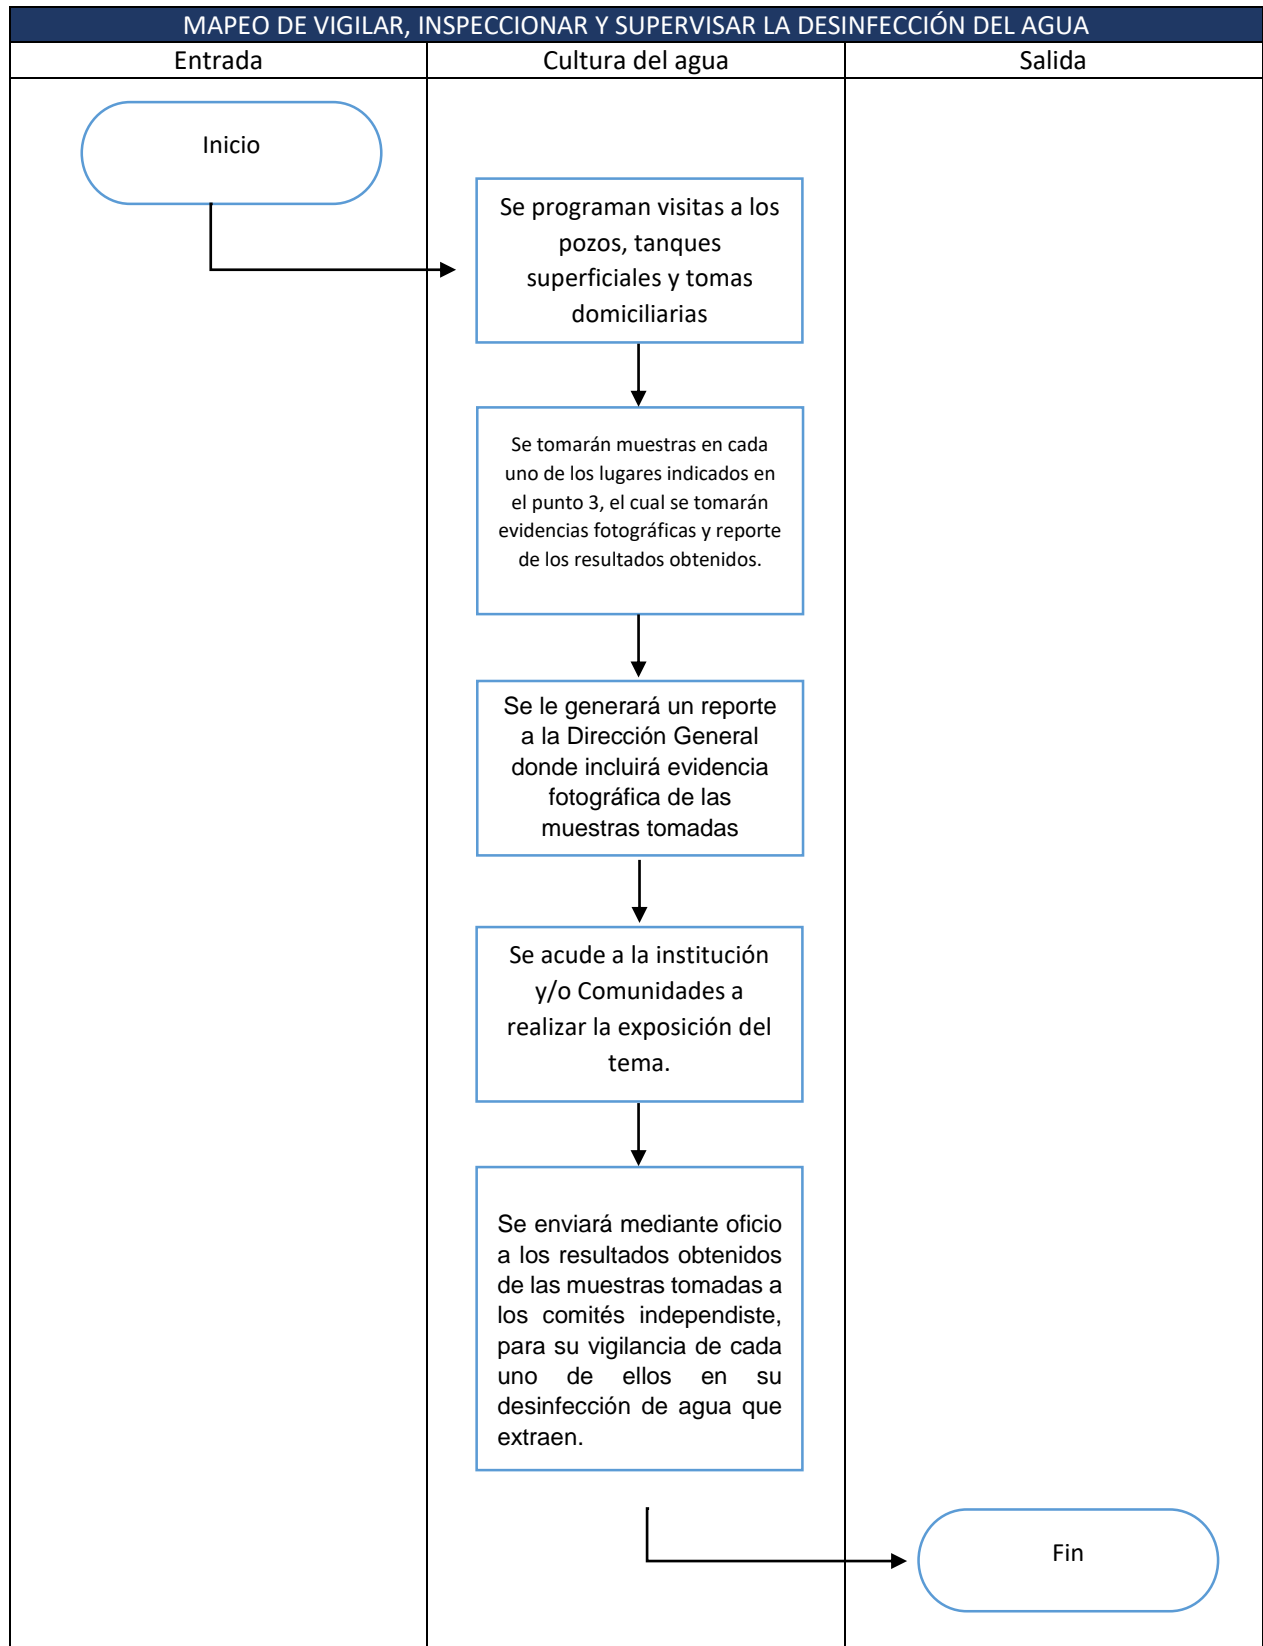 MAPEO DE VIGILAR, INSPECCIONAR Y SUPERVISAR LA DESINFECCIÓN DEL AGUA
Entrada
Cultura del agua
Salida
Inicio
Se programan visitas a los
pozos, tanques
superficiales y tomas
domiciliarias
Se tomarán muestras en cada
uno de los lugares indicados en
el punto 3, el cual se tomarán
evidencias fotográficas y reporte
de los resultados obtenidos.
Se le generará un reporte
a la Dirección General
donde incluirá evidencia
fotográfica de las
muestras tomadas
Se acude a la institución
y/o Comunidades a
realizar la exposición del
tema.
Se enviará mediante oficio
a los resultados obtenidos
de las muestras tomadas a
los comités independiste,
para su vigilancia de cada
uno de ellos en su
desinfección de agua que
extraen.
Fin